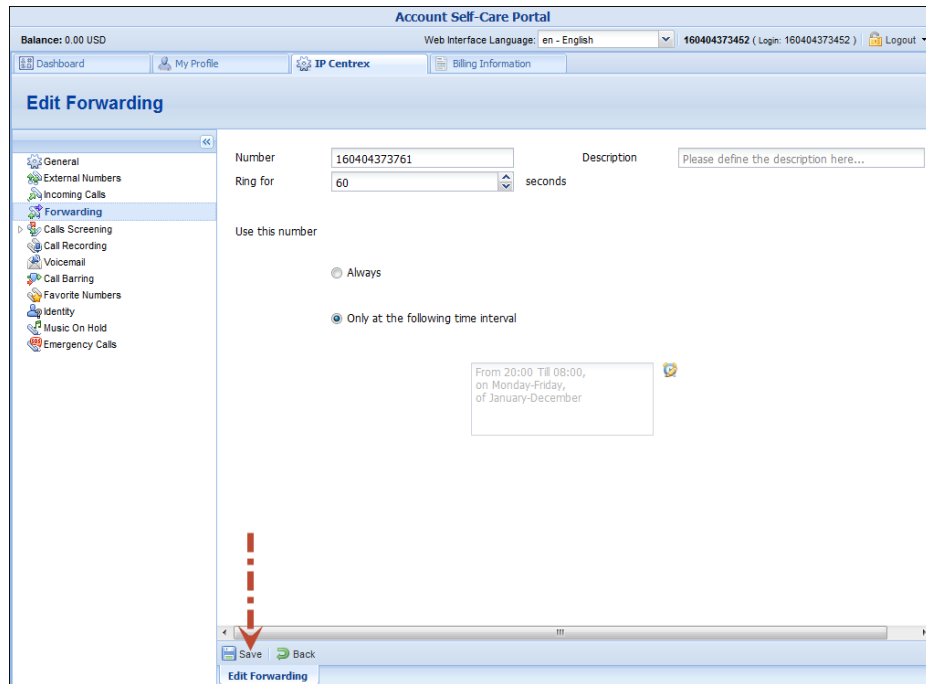 Account Self-Care Portal
Balance: 0.00 USD Web Interface Language: en - English 160404373452 ( Login: 160404373452 ) Logout
Dashboard My Profile IP Centrex Billing Information
Edit Forwarding
General
External Numbers
Incoming Calls
Forwarding
Calls Screening
Call Recording
Voicemail
Call Barring
Favorite Numbers
Identity
Music On Hold
Emergency Calls
Number 160404373761 Description Please define the description here...
Ring for 60 seconds
Use this number
Always
Only at the following time interval
From 20:00 Till 08:00,
on Monday-Friday,
of January-December
Save Back
Edit Forwarding